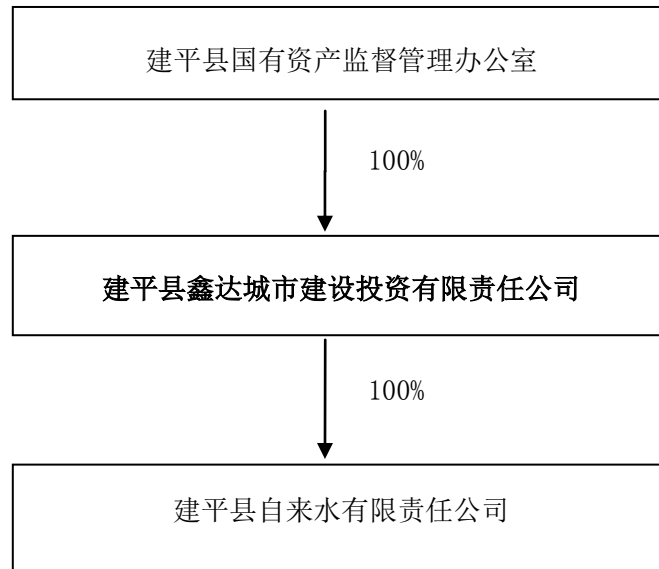 建平县国有资产监督管理办公室
100%
建平县鑫达城市建设投资有限责任公司
100%
建平县自来水有限责任公司